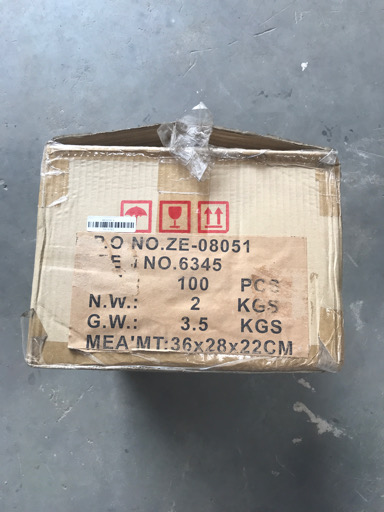 P.O NO.ZE-08051
NO.6345
100 PCS
N.W.: 2 KGS
G.W.: 3.5 KGS
MEA'MT:36x28x22CM